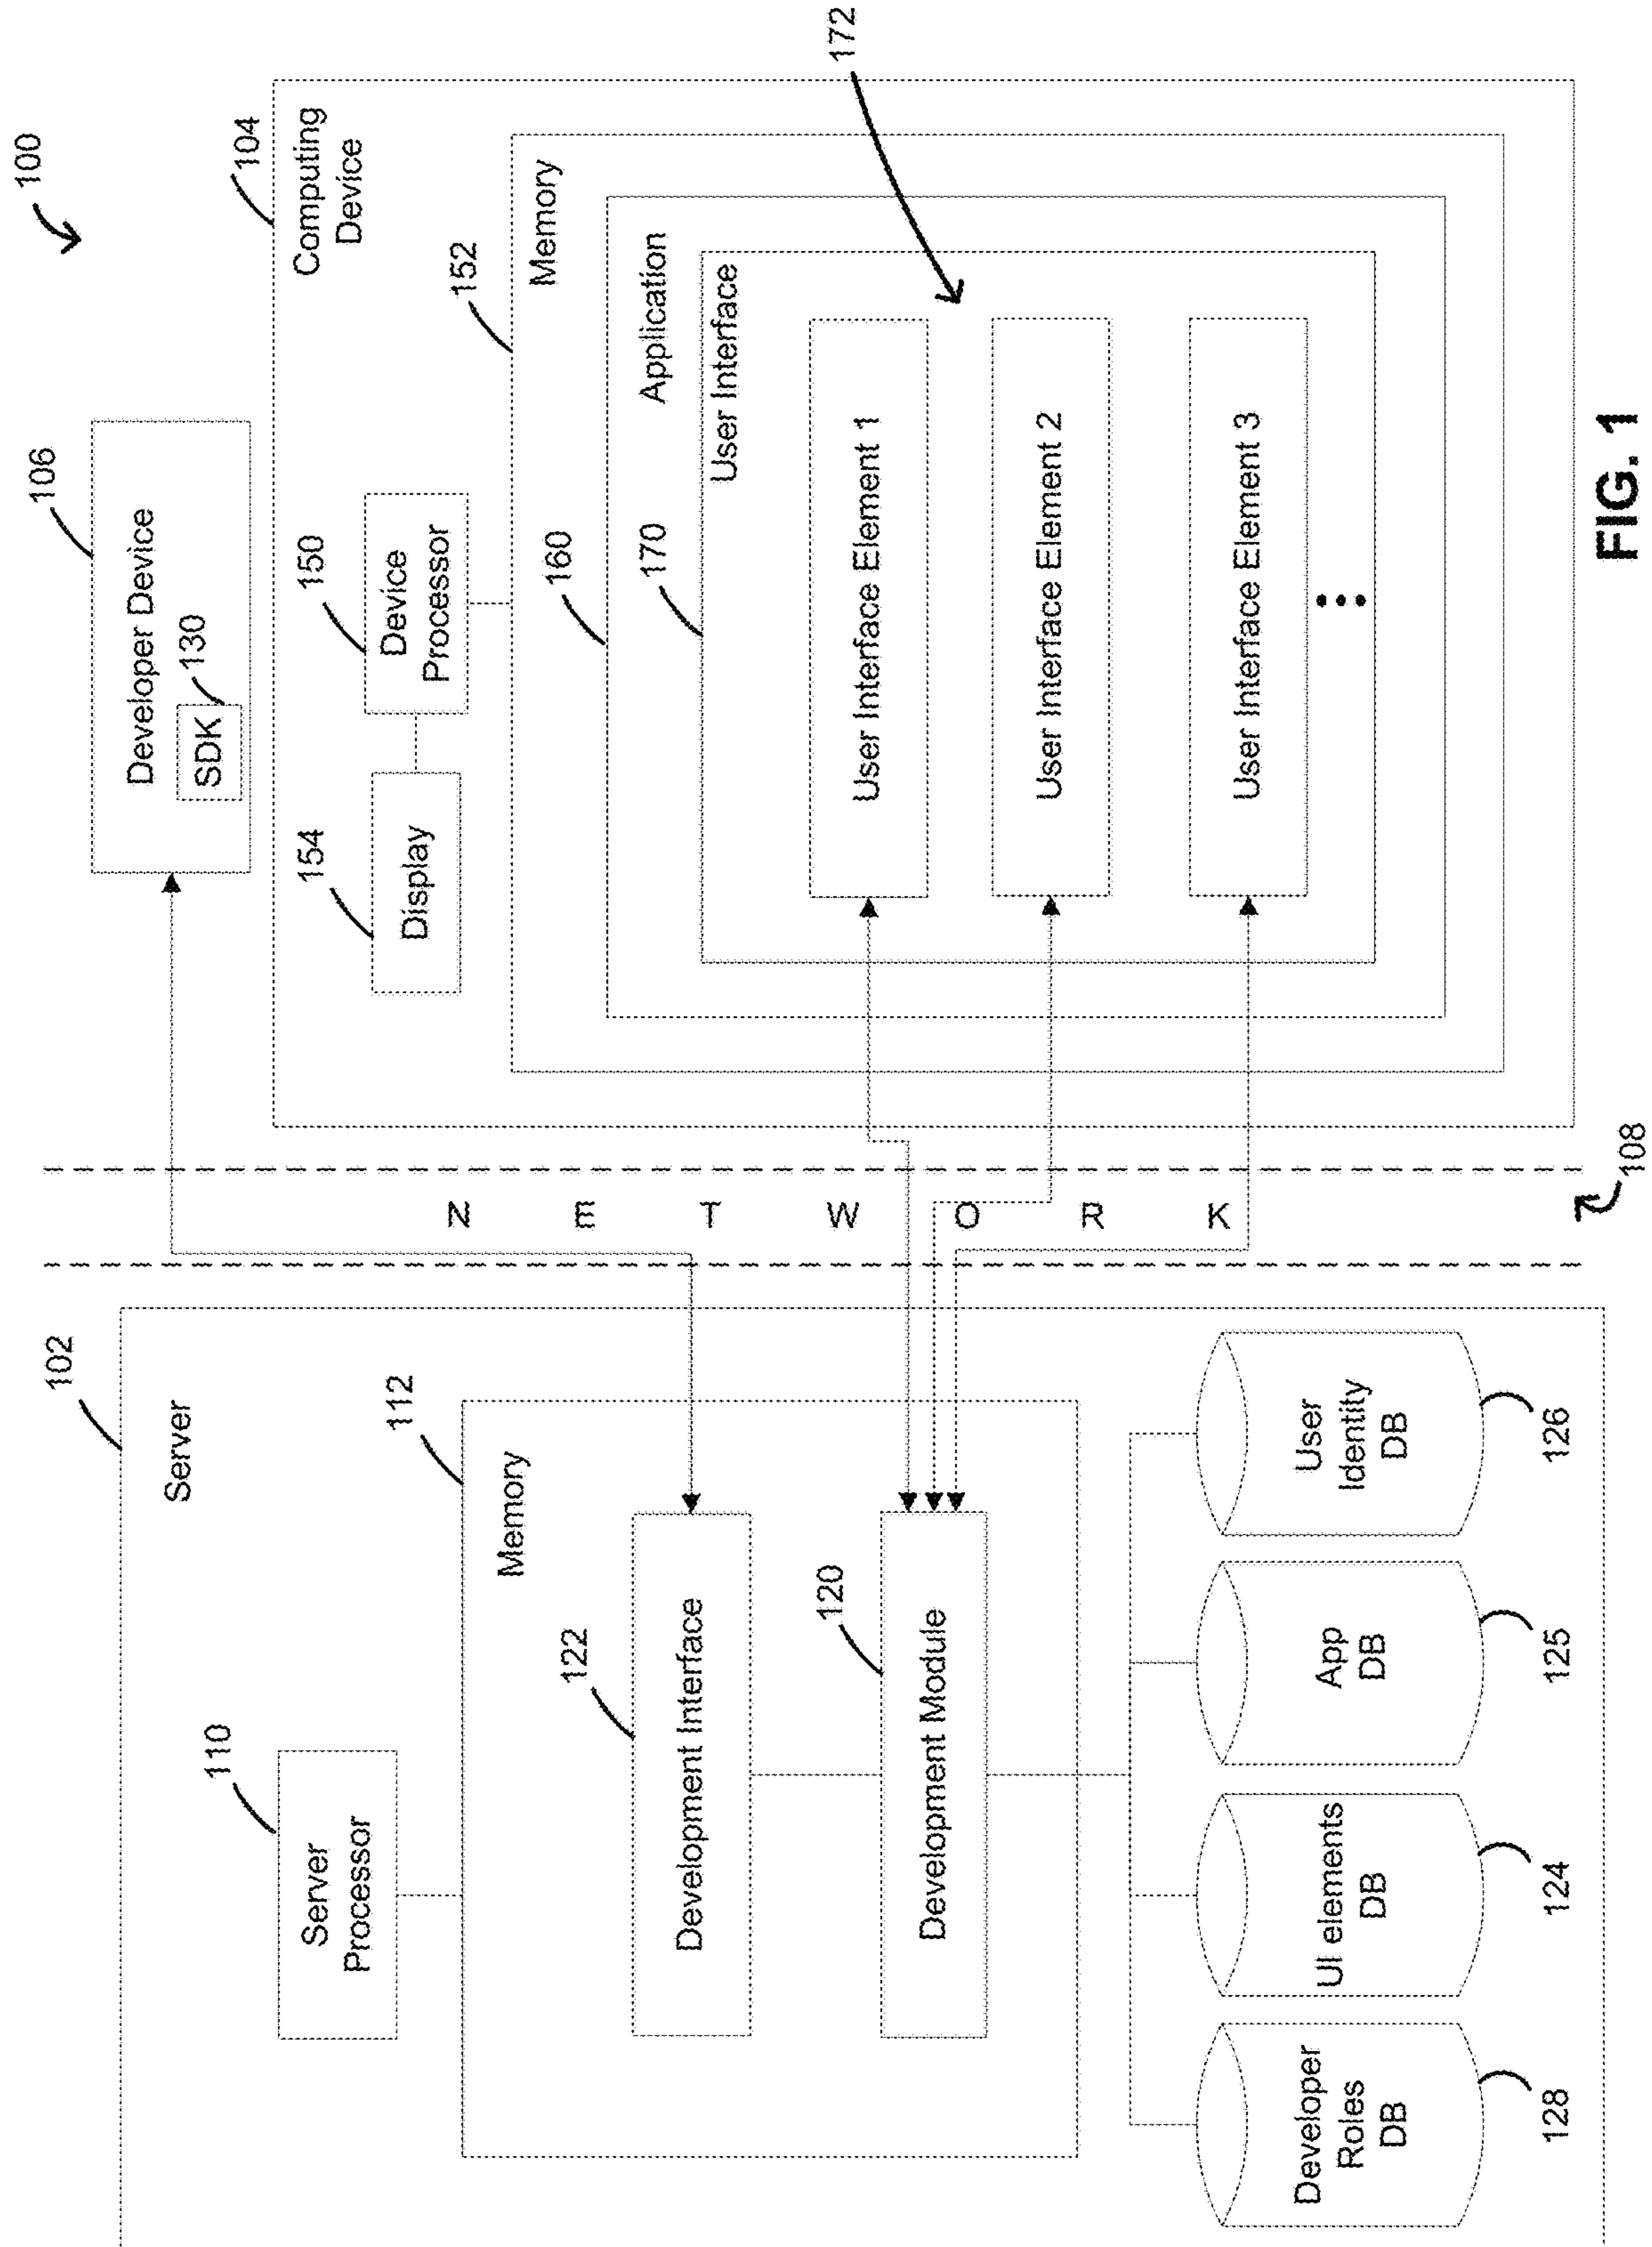 100
102
Server
110
Server
Processor
112
Memory
122
Development Interface
120
Development Module
Developer
Roles
DB
128
UI elements
DB
124
App
DB
125
User
Identity
DB
126
N E T W O R K
108
106
Developer Device
SDK
130
104
Computing
Device
154
Display
150
Device
Processor
152
Memory
160
Application
170
User Interface
172
User Interface Element 1
User Interface Element 2
User Interface Element 3
FIG. 1